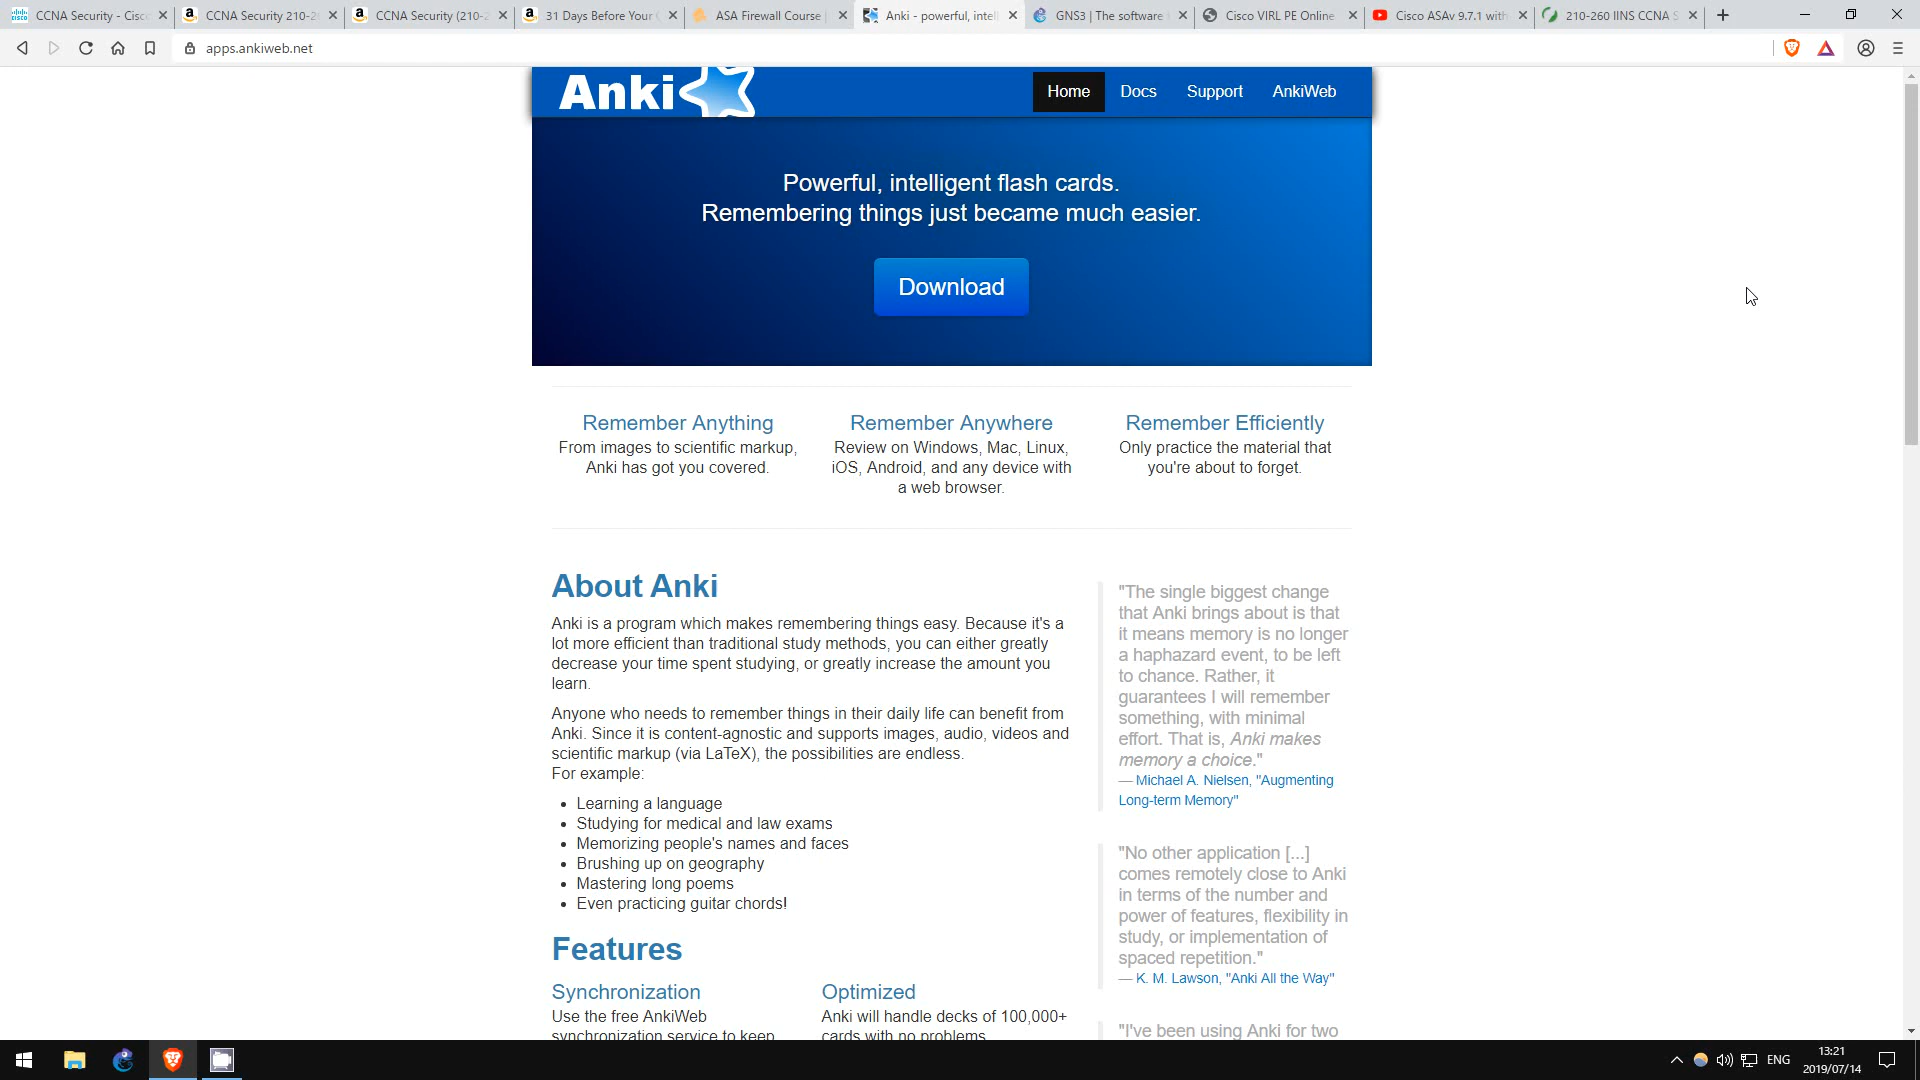 CCNA Security - Cisc
CCNA Security 210-2
CCNA Security (210-2
31 Days Before Your
ASA Firewall Course
Anki - powerful, intell
GNS3 | The software
Cisco VIRL PE Online
Cisco ASAv 9.7.1 with
210-260 IINS CCNA S
apps.ankiweb.net
Anki
Home
Docs
Support
AnkiWeb
Powerful, intelligent flash cards.
Remembering things just became much easier.
Download
Remember Anything
From images to scientific markup,
Anki has got you covered.
Remember Anywhere
Review on Windows, Mac, Linux,
iOS, Android, and any device with
a web browser.
Remember Efficiently
Only practice the material that
you're about to forget.
About Anki
Anki is a program which makes remembering things easy. Because it's a
lot more efficient than traditional study methods, you can either greatly
decrease your time spent studying, or greatly increase the amount you
learn.
Anyone who needs to remember things in their daily life can benefit from
Anki. Since it is content-agnostic and supports images, audio, videos and
scientific markup (via LaTeX), the possibilities are endless.
For example:
• Learning a language
• Studying for medical and law exams
• Memorizing people's names and faces
• Brushing up on geography
• Mastering long poems
• Even practicing guitar chords!
Features
Synchronization
Use the free AnkiWeb
synchronization service to keep
Optimized
Anki will handle decks of 100,000+
cards with no problems.
"The single biggest change
that Anki brings about is that
it means memory is no longer
a haphazard event, to be left
to chance. Rather, it
guarantees I will remember
something, with minimal
effort. That is, Anki makes
memory a choice."
— Michael A. Nielsen, "Augmenting
Long-term Memory"
"No other application [...]
comes remotely close to Anki
in terms of the number and
power of features, flexibility in
study, or implementation of
spaced repetition."
— K. M. Lawson, "Anki All the Way"
"I've been using Anki for two
ENG
13:21
2019/07/14